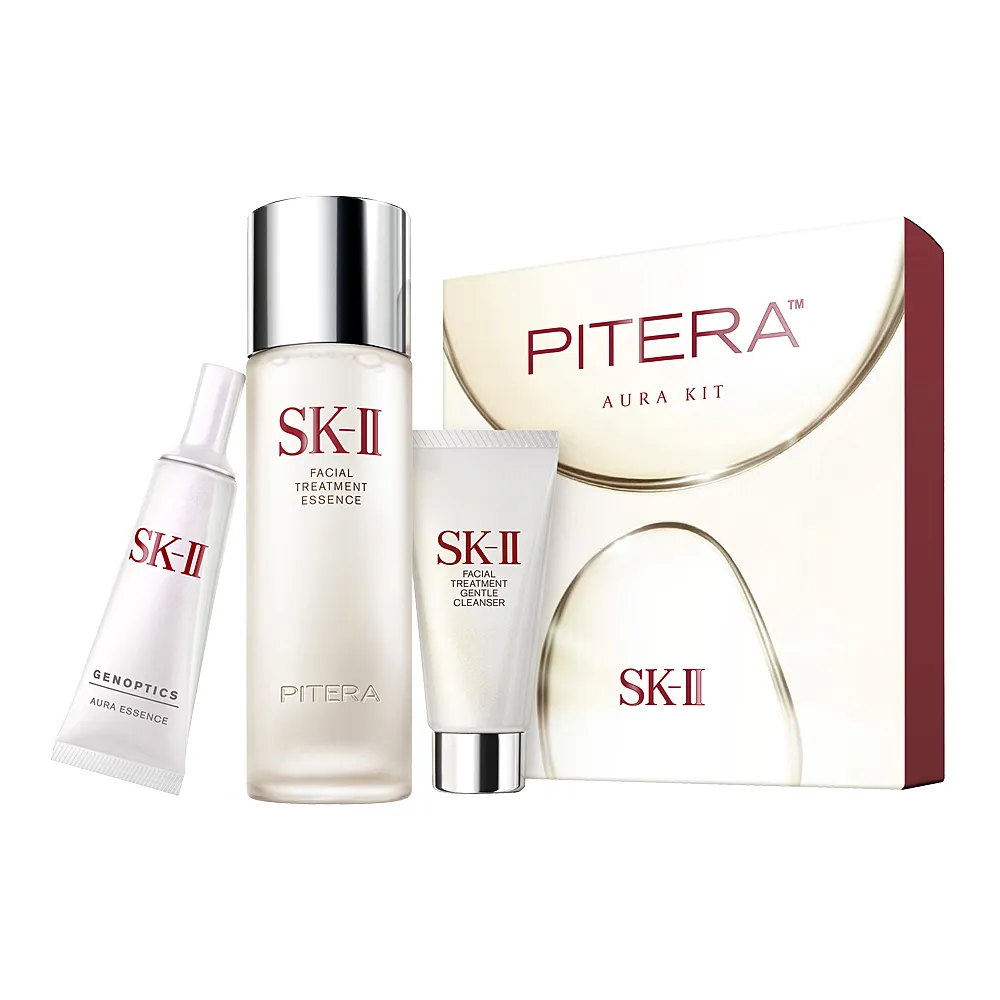 SK-II
GENOPTICS
AURA ESSENCE
SK-II
FACIAL
TREATMENT
ESSENCE
PITERA
SK-II
FACIAL
TREATMENT
GENTLE
CLEANSER
PITERA™
AURA KIT
SK-II